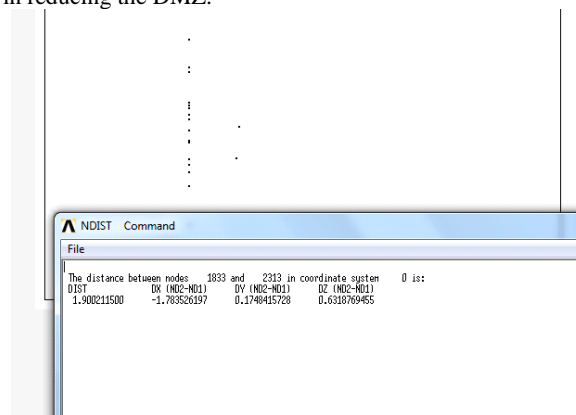 in reducing the DMZ.
NDIST Command
File
The distance between nodes 1833 and 2313 in coordinate system 0 is:
DIST DX (ND2-ND1) DY (ND2-ND1) DZ (ND2-ND1)
1.900211500 -1.783526197 0.1748415728 0.6318769455